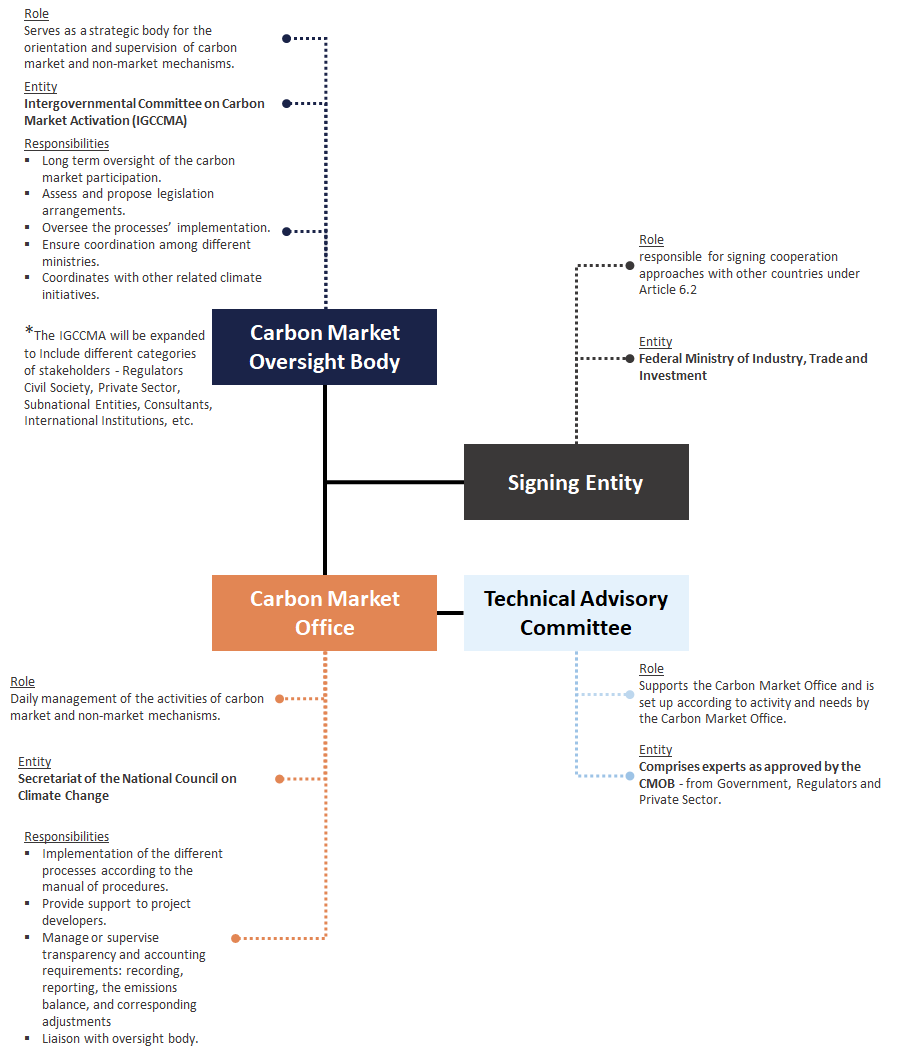 Role
Serves as a strategic body for the
orientation and supervision of carbon
market and non-market mechanisms.
Entity
Intergovernmental Committee on Carbon
Market Activation (IGCCMA)
Responsibilities
▪ Long term oversight of the carbon
market participation.
▪ Assess and propose legislation
arrangements.
▪ Oversee the processes’ implementation.
▪ Ensure coordination among different
ministries.
▪ Coordinates with other related climate
initiatives.
*The IGCCMA will be expanded
to Include different categories
of stakeholders - Regulators
Civil Society, Private Sector,
Subnational Entities, Consultants,
International Institutions, etc.
Carbon Market
Oversight Body
Role
responsible for signing cooperation
approaches with other countries under
Article 6.2
Entity
Federal Ministry of Industry, Trade and
Investment
Signing Entity
Carbon Market
Office
Technical Advisory
Committee
Role
Daily management of the activities of carbon
market and non-market mechanisms.
Entity
Secretariat of the National Council on
Climate Change
Responsibilities
▪ Implementation of the different
processes according to the
manual of procedures.
▪ Provide support to project
developers.
▪ Manage or supervise
transparency and accounting
requirements: recording,
reporting, the emissions
balance, and corresponding
adjustments
▪ Liaison with oversight body.
Role
Supports the Carbon Market Office and is
set up according to activity and needs by
the Carbon Market Office.
Entity
Comprises experts as approved by the
CMOB - from Government, Regulators and
Private Sector.